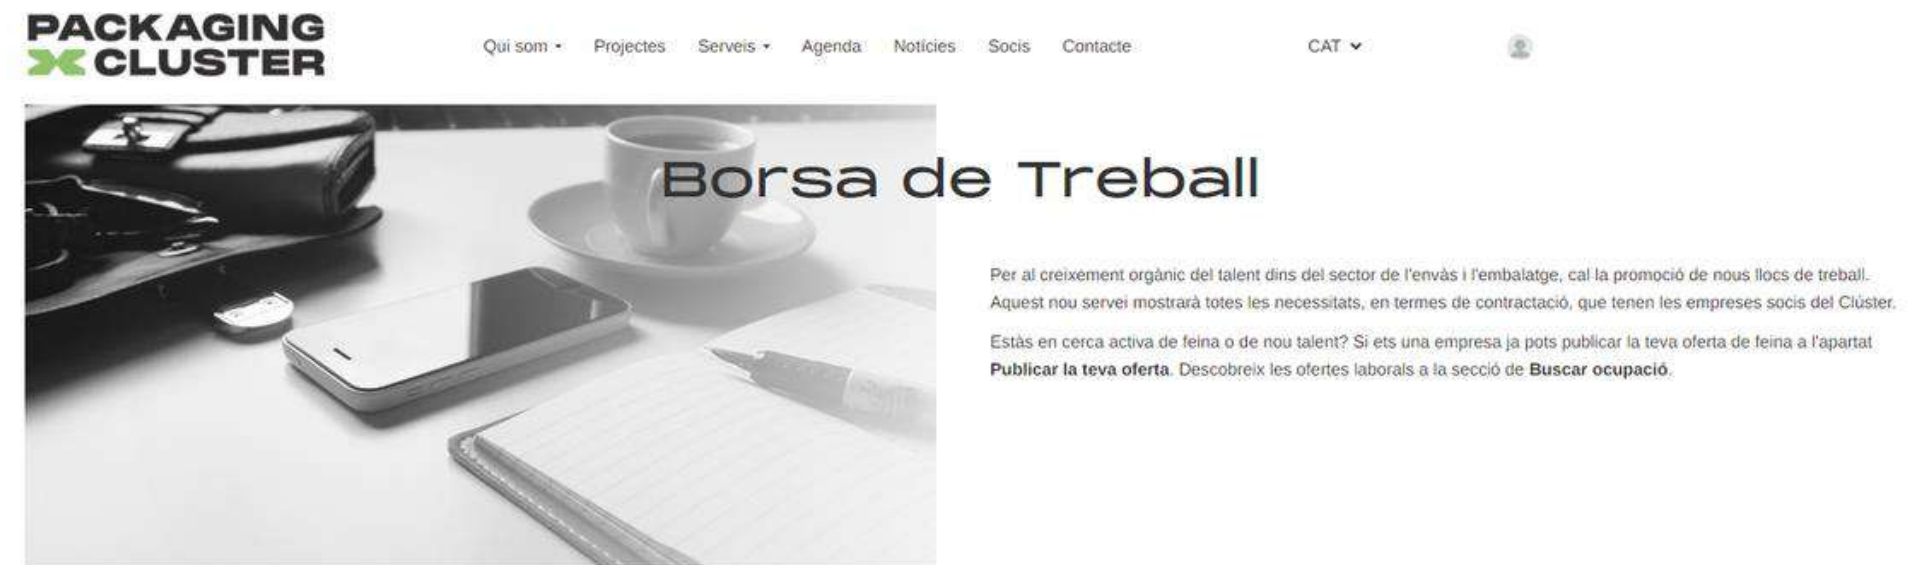 PACKAGING
CLUSTER
Qui som
Projectes
Serveis
Agenda
Notícies
Socis
Contacte
CAT
Borsa de Treball
Per al creixement orgànic del talent dins del sector de l'envàs i l'embalatge, cal la promoció de nous llocs de treball.
Aquest nou servei mostrarà totes les necessitats, en termes de contractació, que tenen les empreses socis del Clúster.
Estàs en cerca activa de feina o de nou talent? Si ets una empresa ja pots publicar la teva oferta de feina a l'apartat
Publicar la teva oferta. Descobreix les ofertes laborals a la secció de Buscar ocupació.